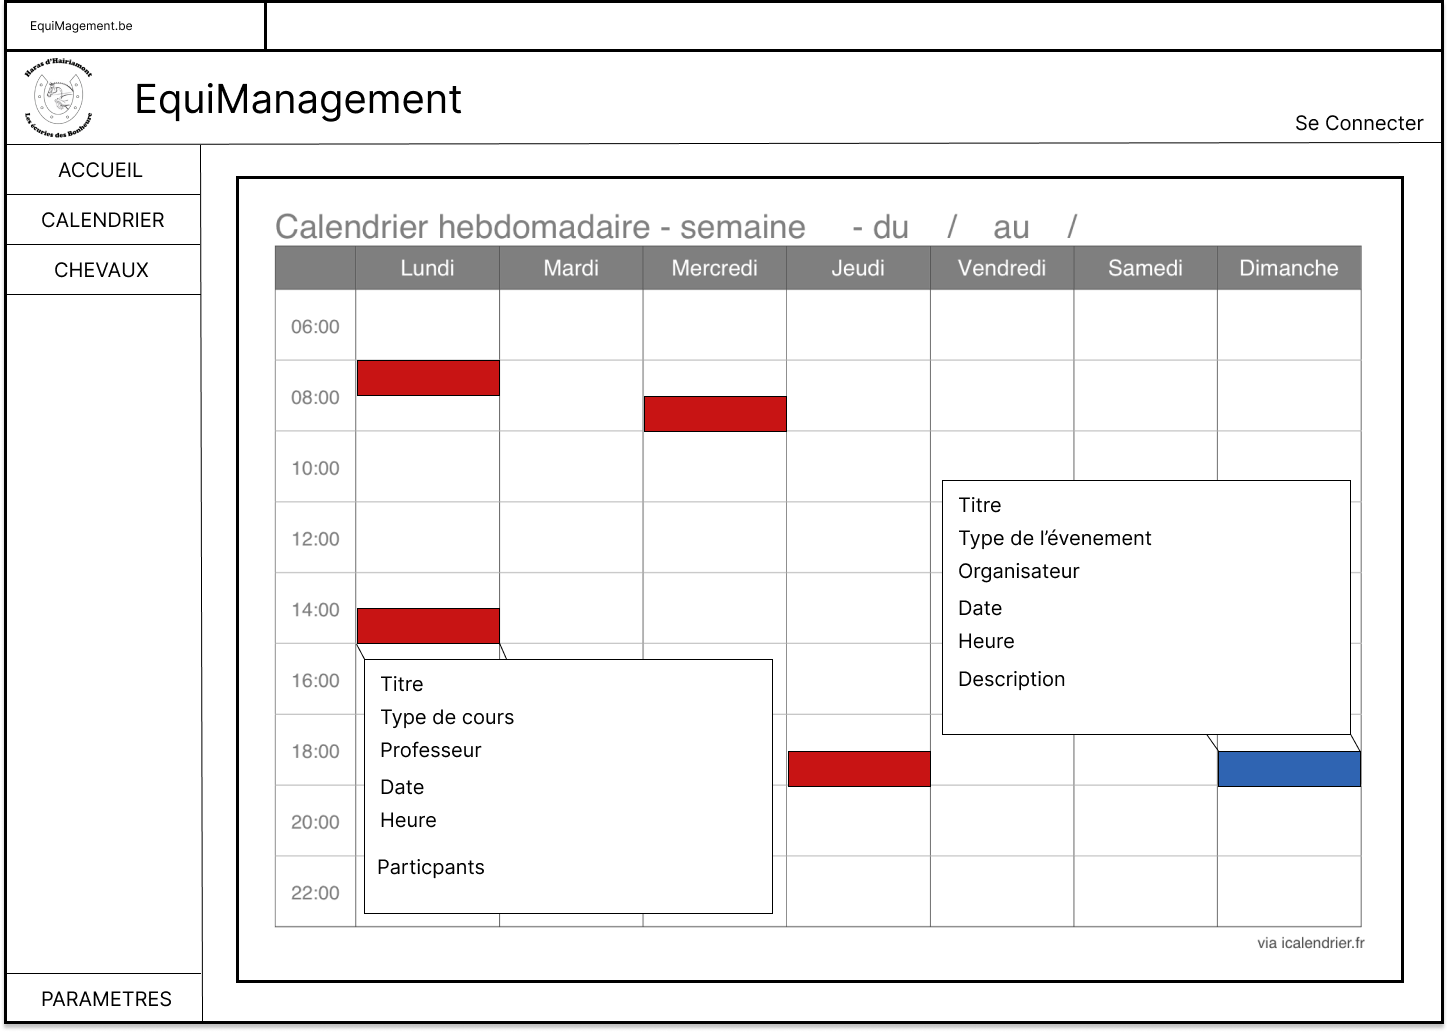 EquiMagement.be
Haras d'Hairiamont
Les écuries des Bonheurs
EquiManagement
Se Connecter
ACCUEIL
CALENDRIER
CHEVAUX
PARAMETRES
Calendrier hebdomadaire - semaine - du / au /
Lundi Mardi Mercredi Jeudi Vendredi Samedi Dimanche
06:00
08:00
10:00
12:00
14:00
16:00
18:00
20:00
22:00
Titre
Type de l’évenement
Organisateur
Date
Heure
Description
Titre
Type de cours
Professeur
Date
Heure
Particpants
via icalendrier.fr